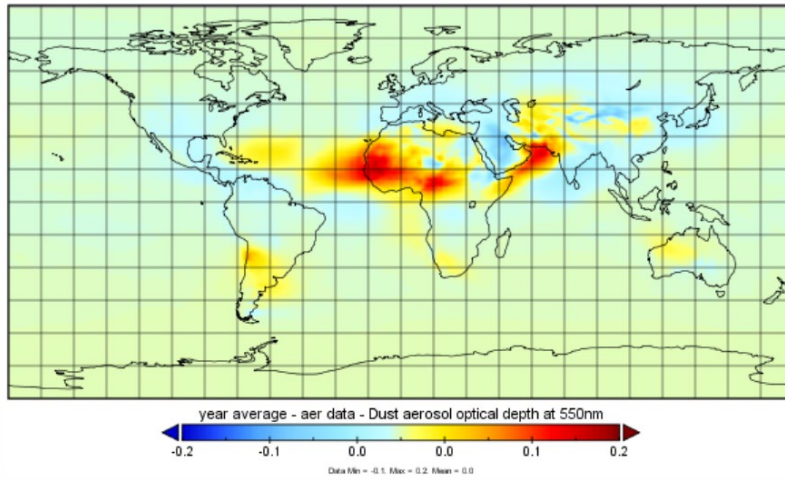 year average - aer data - Dust aerosol optical depth at 550nm
-0.2 -0.1 0.0 0.0 0.1 0.2
Data Min = -0.1, Max = 0.2, Mean = 0.0